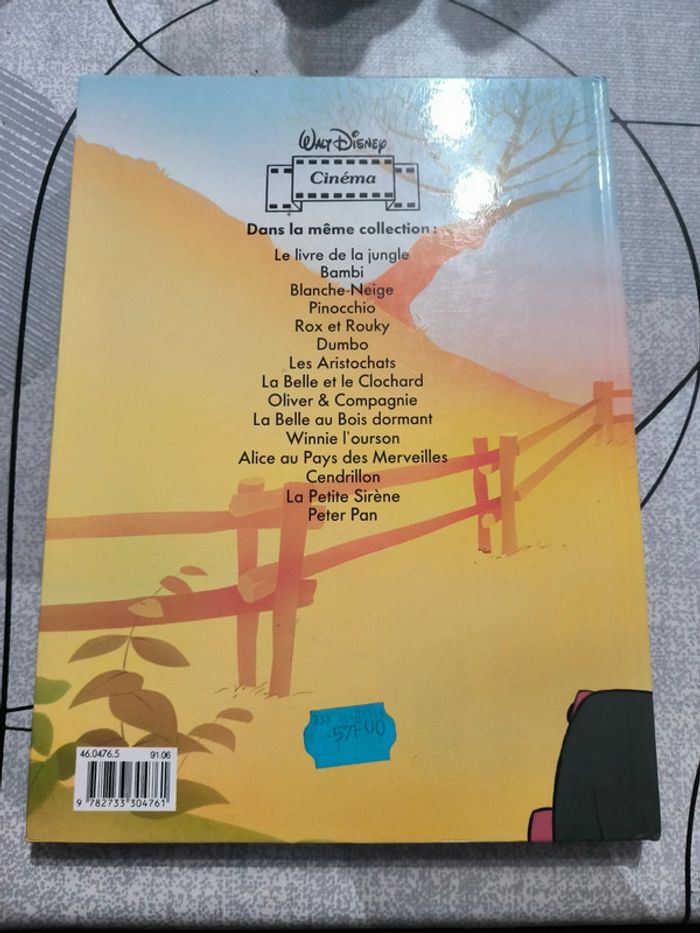 WALT DISNEY
Cinéma
Dans la même collection :
Le livre de la jungle
Bambi
Blanche-Neige
Pinocchio
Rox et Rouky
Dumbo
Les Aristochats
La Belle et le Clochard
Oliver & Compagnie
La Belle au Bois dormant
Winnie l'ourson
Alice au Pays des Merveilles
Cendrillon
La Petite Sirène
Peter Pan
46.0476.5 91.06
9 782733 304761